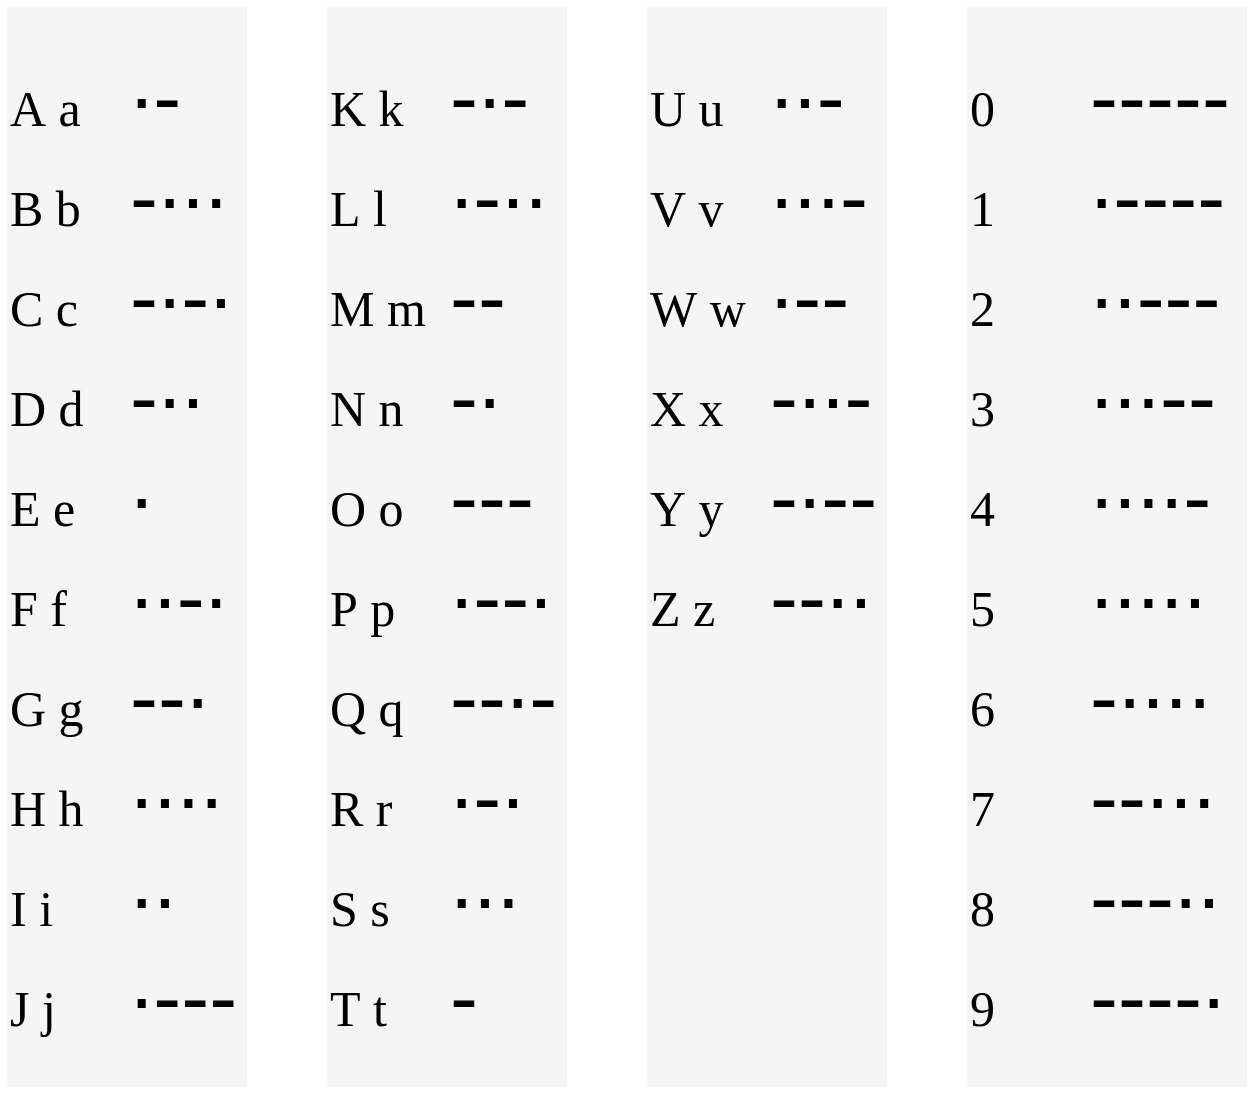 A a ·–
B b –···
C c –·–·
D d –··
E e ·
F f ··–·
G g ––·
H h ····
I i ··
J j ·–––
K k –·–
L l ·–··
M m ––
N n –·
O o –––
P p ·––·
Q q ––·–
R r ·–·
S s ···
T t –
U u ··–
V v ···–
W w ·––
X x –··–
Y y –·––
Z z ––··
0 –––––
1 ·––––
2 ··–––
3 ···––
4 ····–
5 ·····
6 –····
7 ––···
8 –––··
9 ––––·